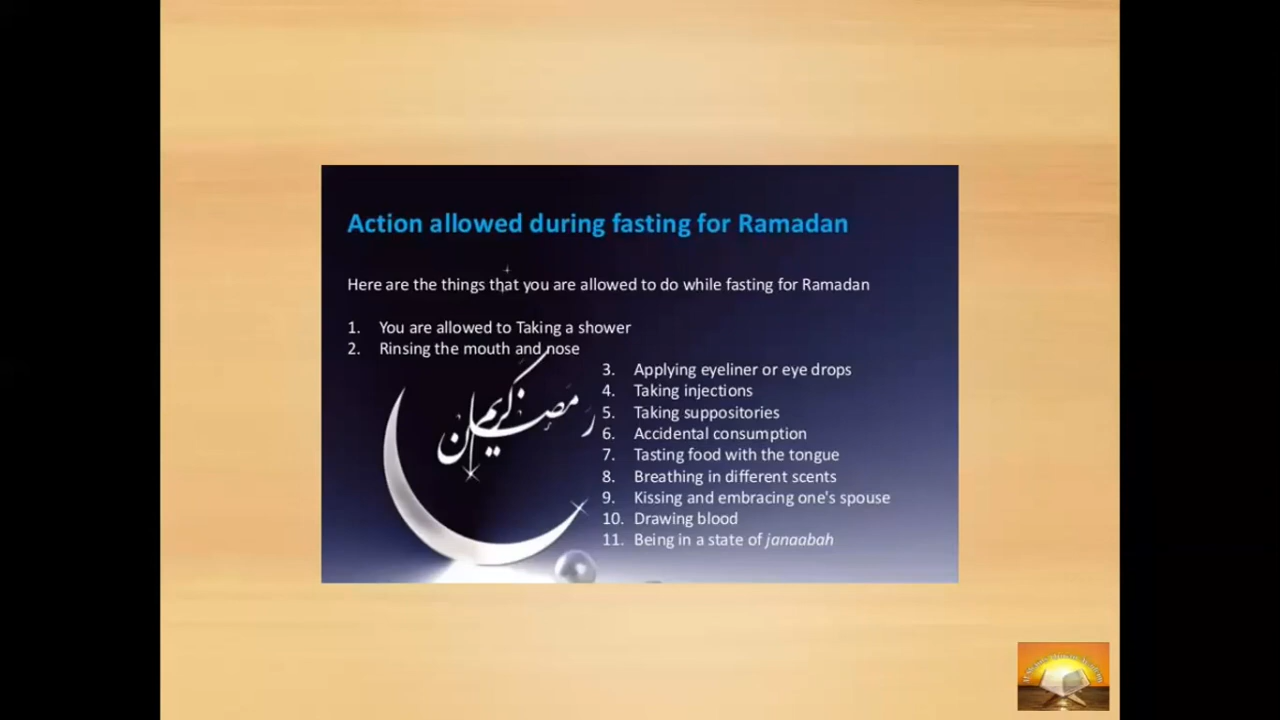 Action allowed during fasting for Ramadan
Here are the things that you are allowed to do while fasting for Ramadan
1. You are allowed to Taking a shower
2. Rinsing the mouth and nose
3. Applying eyeliner or eye drops
4. Taking injections
5. Taking suppositories
6. Accidental consumption
7. Tasting food with the tongue
8. Breathing in different scents
9. Kissing and embracing one's spouse
10. Drawing blood
11. Being in a state of janaabah
رمضان كريم